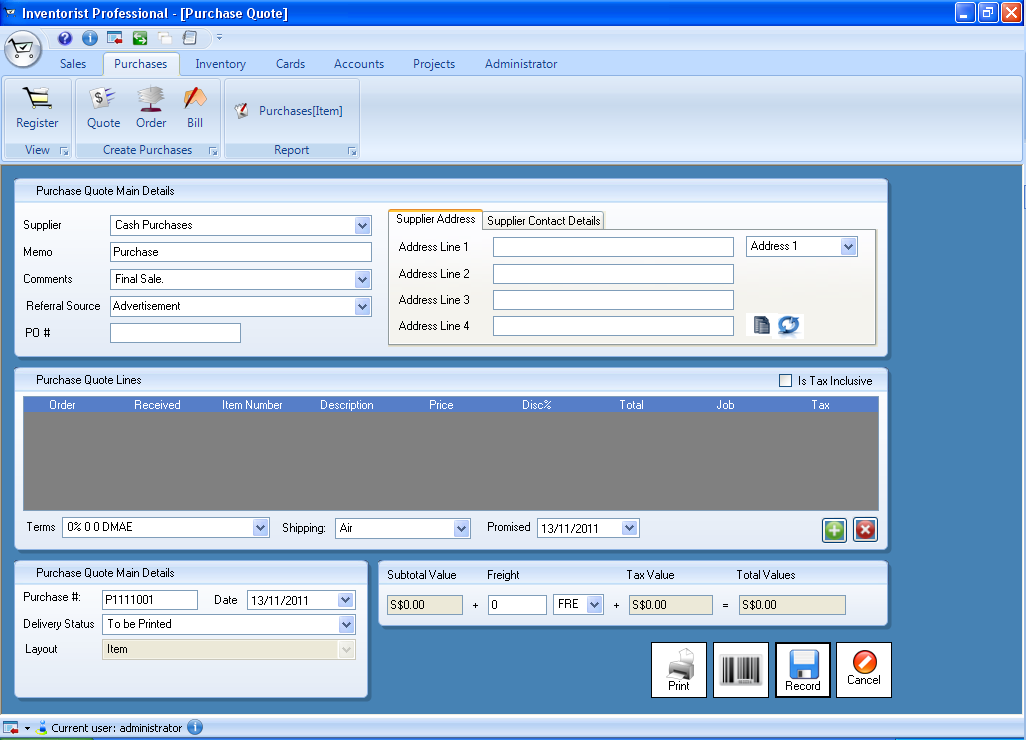 Inventorist Professional - [Purchase Quote]
Sales Purchases Inventory Cards Accounts Projects Administrator
Register Quote Order Bill Purchases[Item]
View Create Purchases Report
Purchase Quote Main Details
Supplier Cash Purchases
Memo Purchase
Comments Final Sale.
Referral Source Advertisement
PO #
Supplier Address Supplier Contact Details
Address Line 1 Address 1
Address Line 2
Address Line 3
Address Line 4
Purchase Quote Lines Is Tax Inclusive
Order Received Item Number Description Price Disc% Total Job Tax
Terms 0% 0 0 DMAE Shipping: Air Promised 13/11/2011
Purchase Quote Main Details
Purchase #: P1111001 Date 13/11/2011
Delivery Status To be Printed
Layout Item
Subtotal Value Freight Tax Value Total Values
S$0.00 + 0 FRE + S$0.00 = S$0.00
Print Record Cancel
Current user: administrator